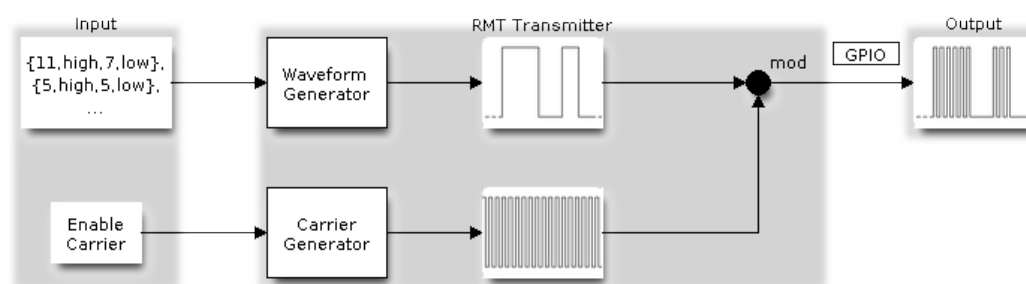 Input
RMT Transmitter
Output
{11,high,7,low},
{5,high,5,low},
...
Waveform
Generator
mod
GPIO
Enable
Carrier
Carrier
Generator